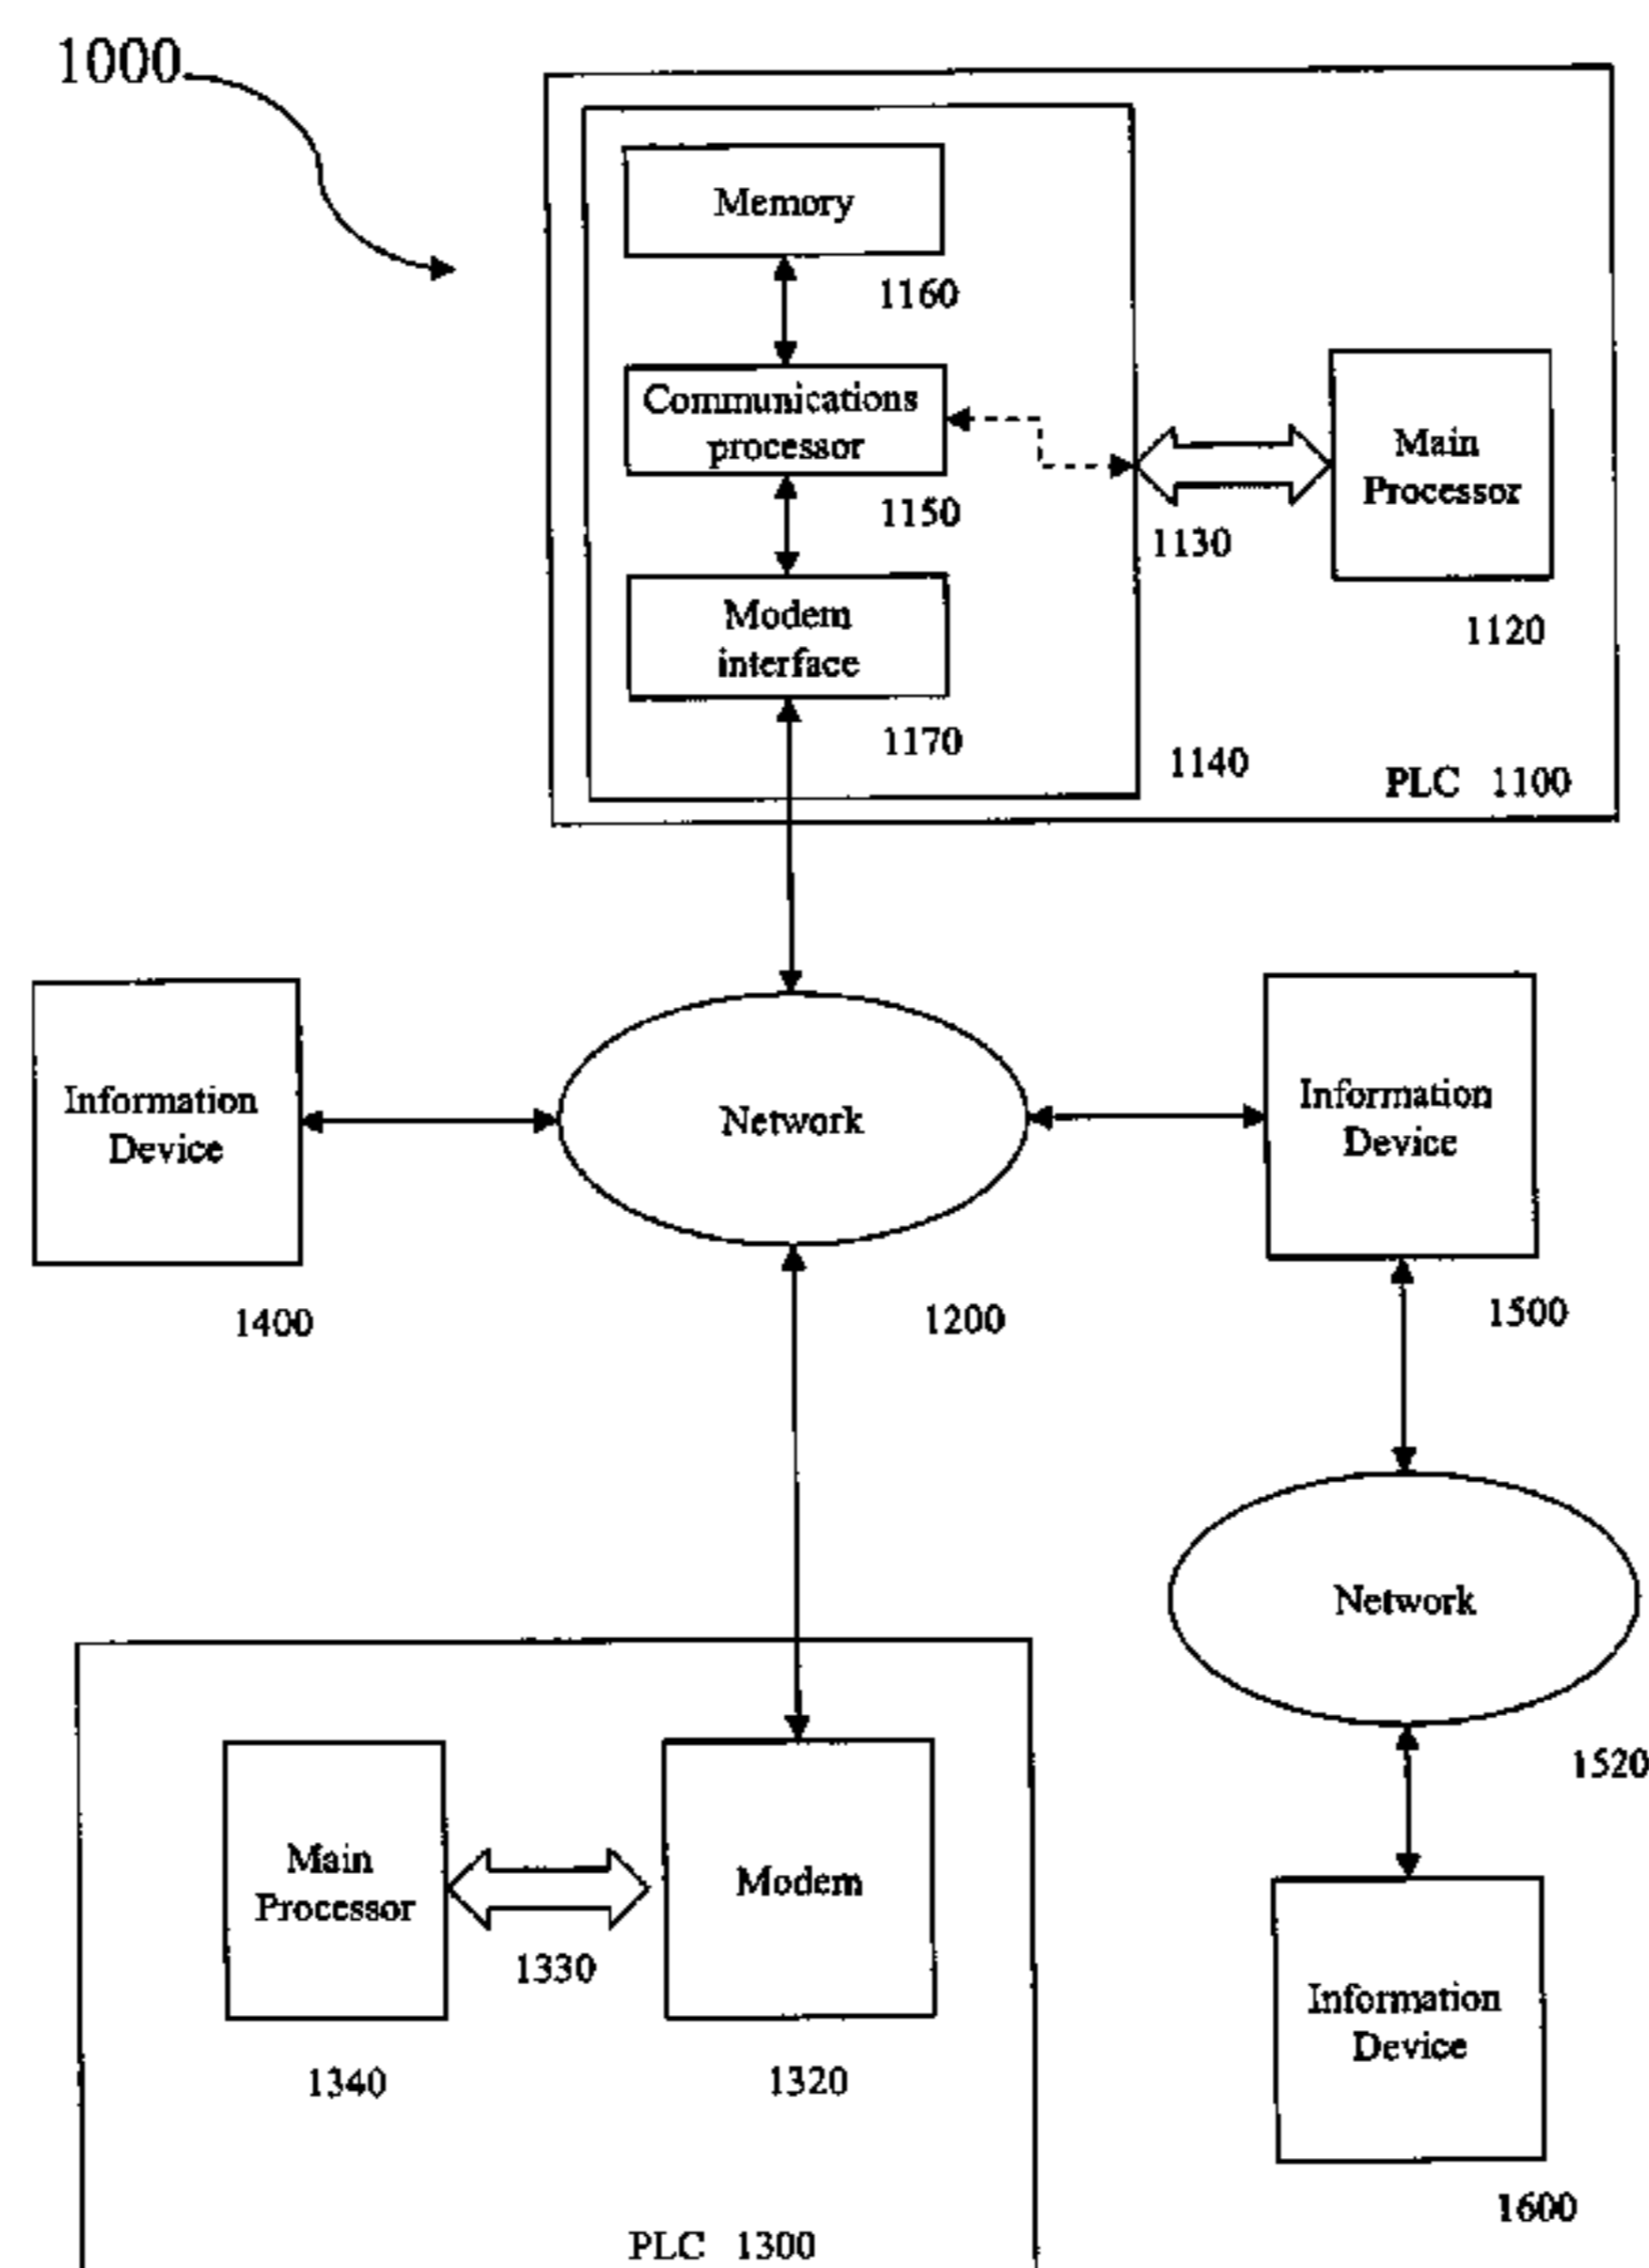 1000
Memory
1160
Communications
processor
1150
Main
Processor
1130
1120
Modem
interface
1170
1140
PLC 1100
Information
Device
1400
Network
1200
Information
Device
1500
Network
1520
Main
Processor
1330
Modem
1340
1320
PLC 1300
Information
Device
1600